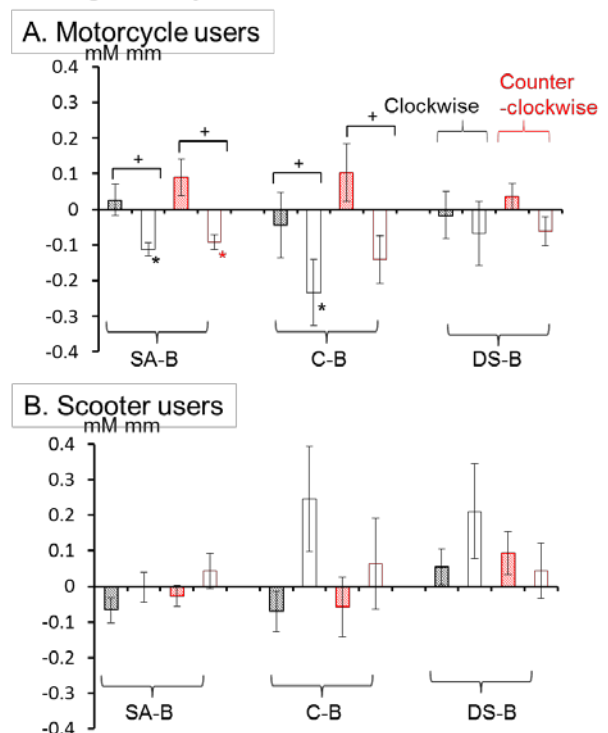 A. Motorcycle users
mM mm
0.4
0.3
0.2
0.1
0
-0.1
-0.2
-0.3
-0.4
+
+
+
+
*
*
*
Clockwise
Counter
-clockwise
SA-B
C-B
DS-B
B. Scooter users
mM mm
0.4
0.3
0.2
0.1
0
-0.1
-0.2
-0.3
-0.4
SA-B
C-B
DS-B